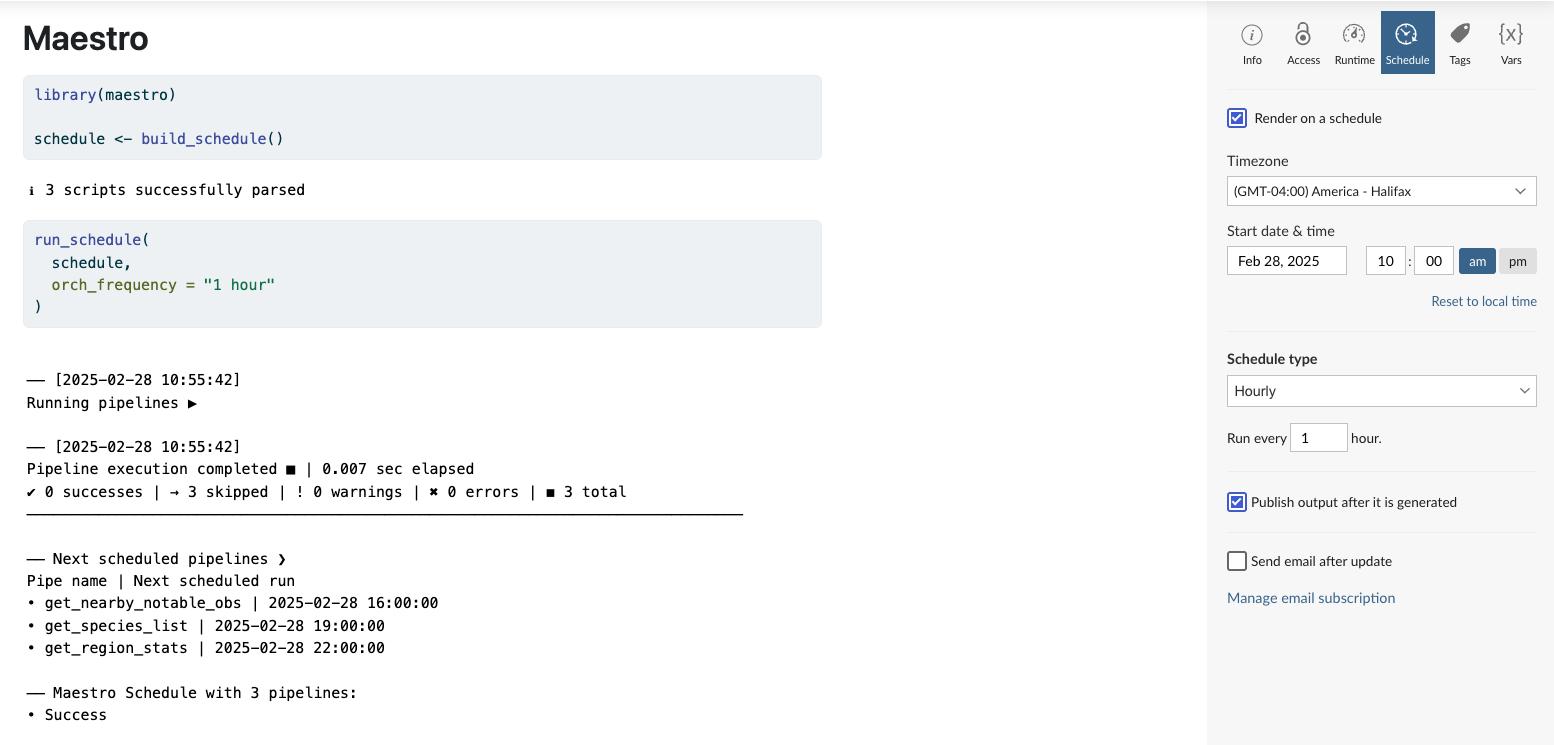 Maestro
library(maestro)
schedule <- build_schedule()
ℹ 3 scripts successfully parsed
run_schedule(
  schedule,
  orch_frequency = "1 hour"
)
── [2025-02-28 10:55:42]
Running pipelines ▶
── [2025-02-28 10:55:42]
Pipeline execution completed ■ | 0.007 sec elapsed
✔ 0 successes | → 3 skipped | ! 0 warnings | ✖ 0 errors | ■ 3 total
── Next scheduled pipelines ❯
Pipe name | Next scheduled run
• get_nearby_notable_obs | 2025-02-28 16:00:00
• get_species_list | 2025-02-28 19:00:00
• get_region_stats | 2025-02-28 22:00:00
── Maestro Schedule with 3 pipelines:
• Success
Info Access Runtime Schedule Tags {x} Vars
Render on a schedule
Timezone
(GMT-04:00) America - Halifax
Start date & time
Feb 28, 2025 10 : 00 am pm
Reset to local time
Schedule type
Hourly
Run every 1 hour.
Publish output after it is generated
Send email after update
Manage email subscription